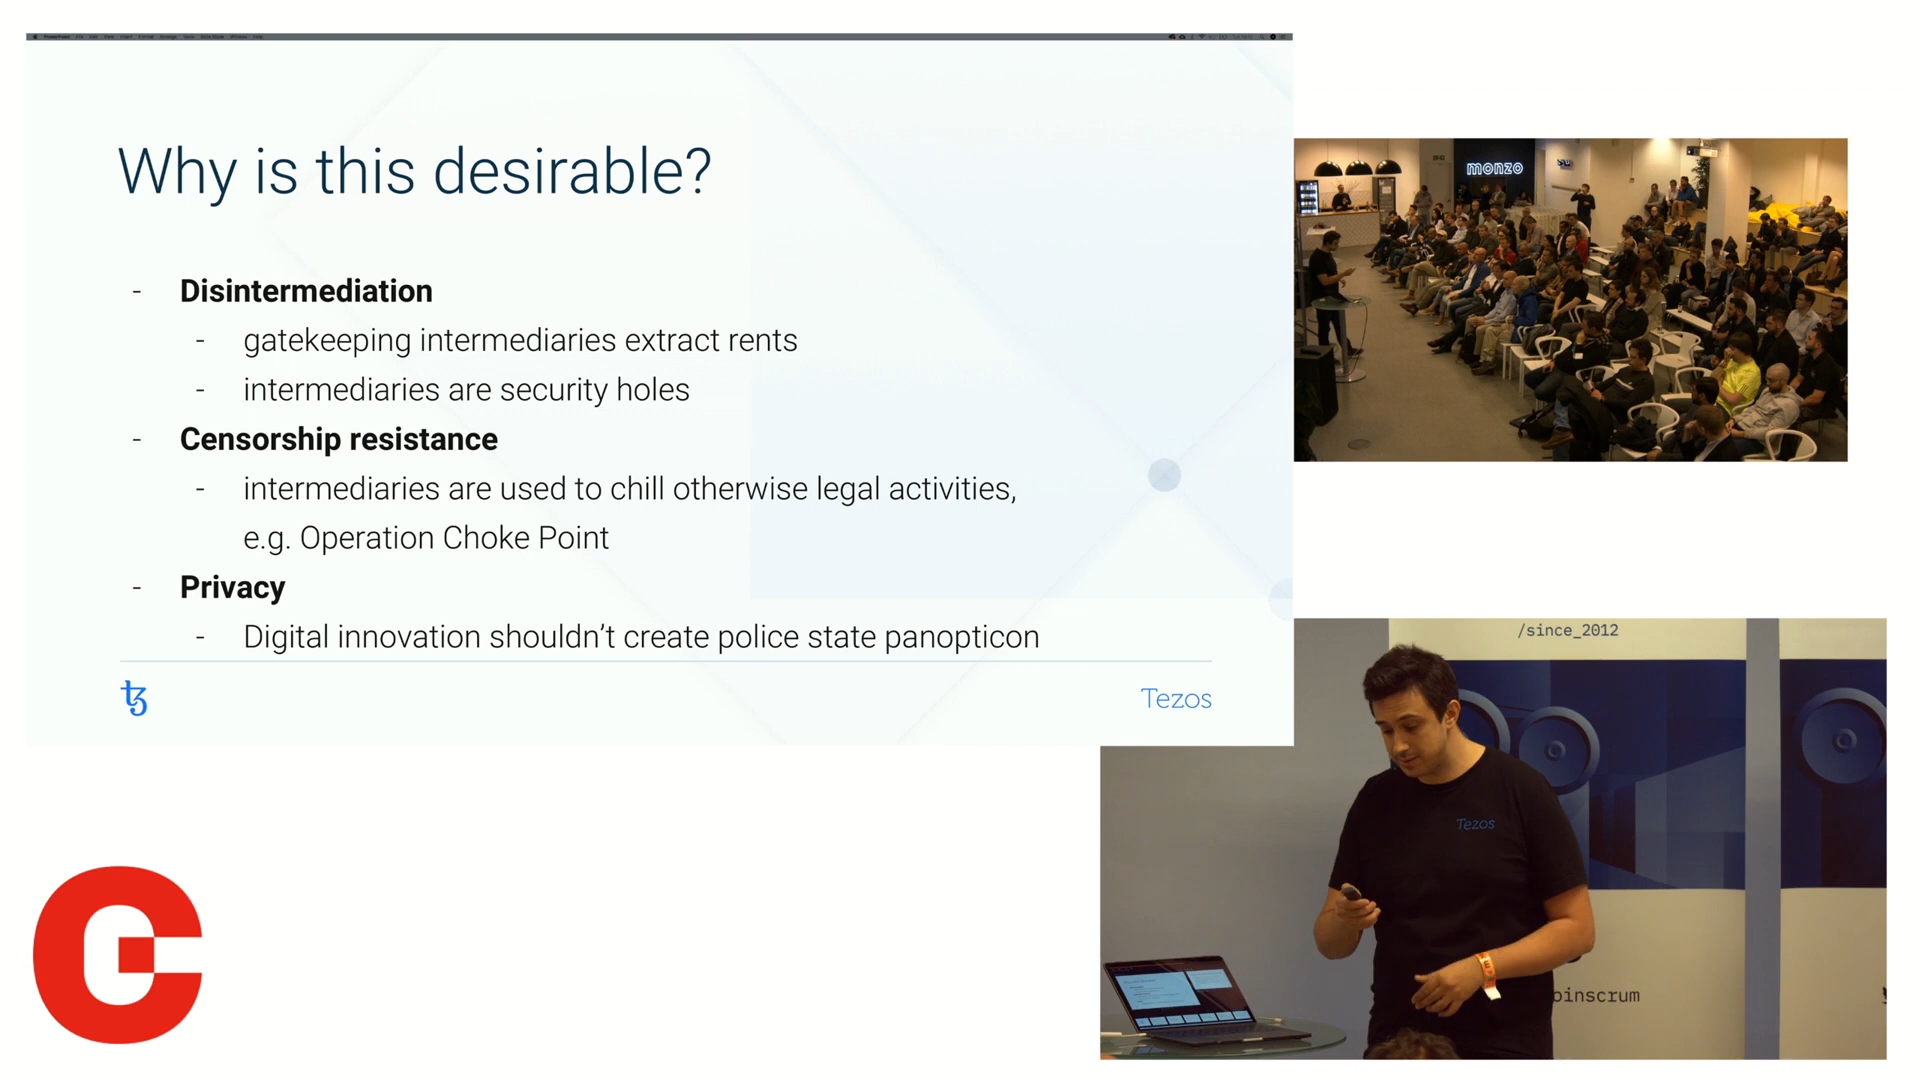 Why is this desirable?
- Disintermediation
- gatekeeping intermediaries extract rents
- intermediaries are security holes
- Censorship resistance
- intermediaries are used to chill otherwise legal activities,
e.g. Operation Choke Point
- Privacy
- Digital innovation shouldn't create police state panopticon
Tezos
monzo
/since_2012
Tezos
oinscrum